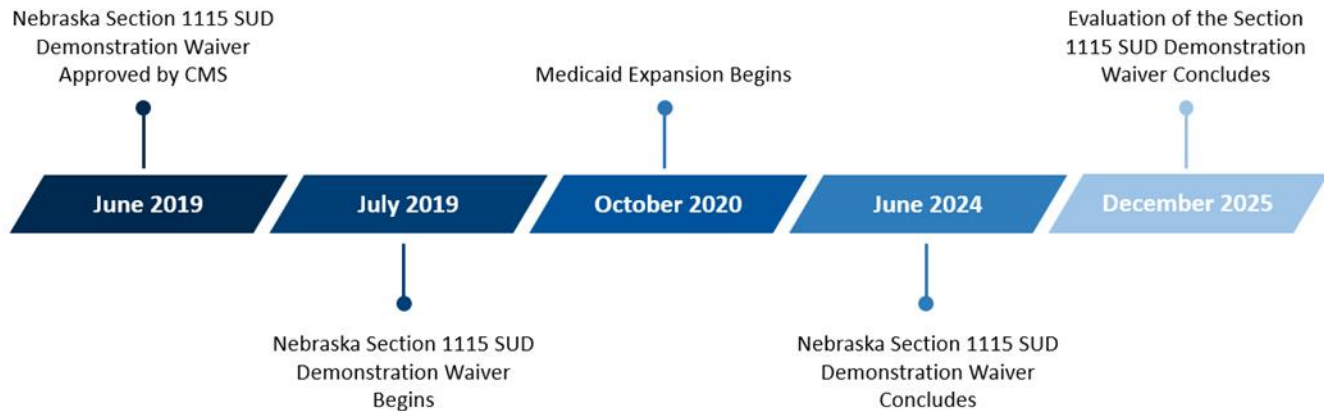 Nebraska Section 1115 SUD
Demonstration Waiver
Approved by CMS
Medicaid Expansion Begins
Evaluation of the Section
1115 SUD Demonstration
Waiver Concludes
June 2019
July 2019
October 2020
June 2024
December 2025
Nebraska Section 1115 SUD
Demonstration Waiver
Begins
Nebraska Section 1115 SUD
Demonstration Waiver
Concludes